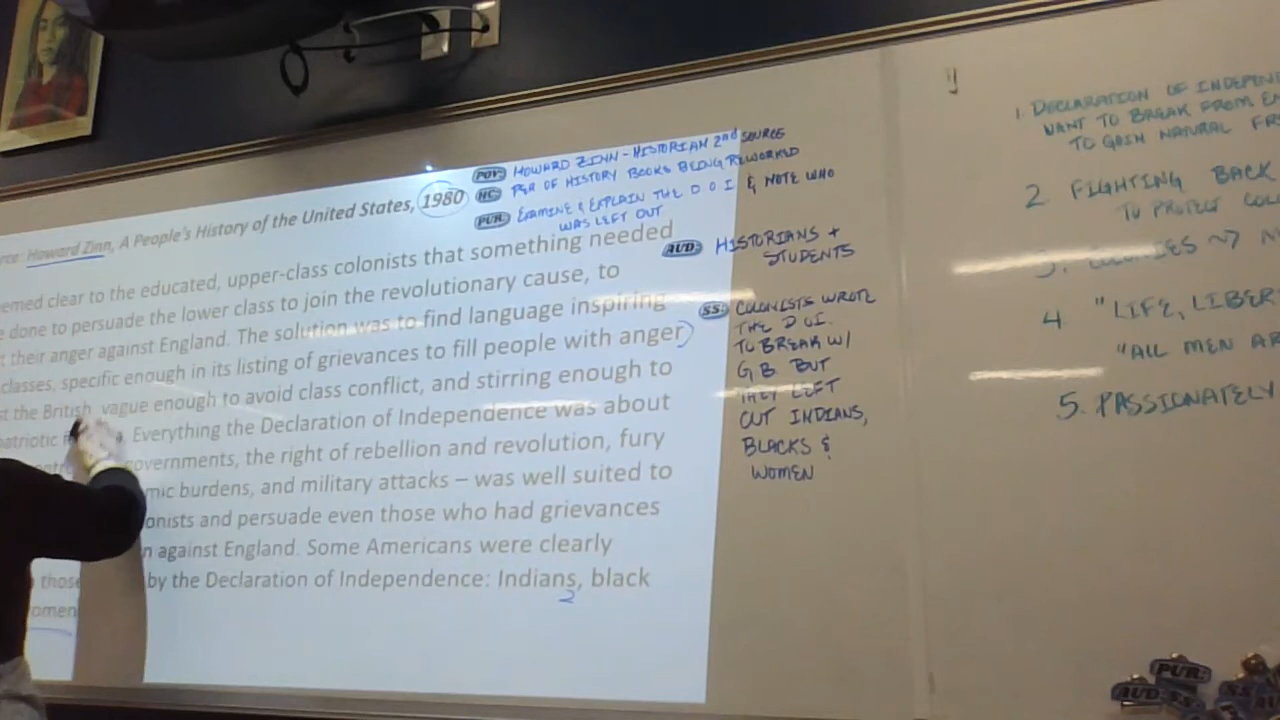 Howard Zinn, A People's History of the United States, 1980
emed clear to the educated, upper-class colonists that something needed
done to persuade the lower class to join the revolutionary cause, to
their anger against England. The solution was to find language inspiring
classes, specific enough in its listing of grievances to fill people with anger
the British, vague enough to avoid class conflict, and stirring enough to
Everything the Declaration of Independence was about
overnments, the right of rebellion and revolution, fury
mic burdens, and military attacks – was well suited to
onists and persuade even those who had grievances
against England. Some Americans were clearly
those by the Declaration of Independence: Indians, black
omen
2
POV: HOWARD ZINN - HISTORIAN 2nd SOURCE
HC: PER OF HISTORY BOOKS BEING REWORKED
PUR: EXAMINE & EXPLAIN THE D O I & NOTE WHO
WAS LEFT OUT
AUD: HISTORIANS +
STUDENTS
SS: COLONISTS WROTE
THE D O I.
TO BREAK W/
GB BUT
THEY LEFT
OUT INDIANS,
BLACKS &
WOMEN
1. DECLARATION OF INDEPEN
WANT TO BREAK FROM
TO GAIN NATURAL
2 FIGHTING BACK
TO PROTECT COL
3.
4 "LIFE, LIBER
"ALL MEN AR
5. PASSIONATELY
PUR:
AUD:
SS